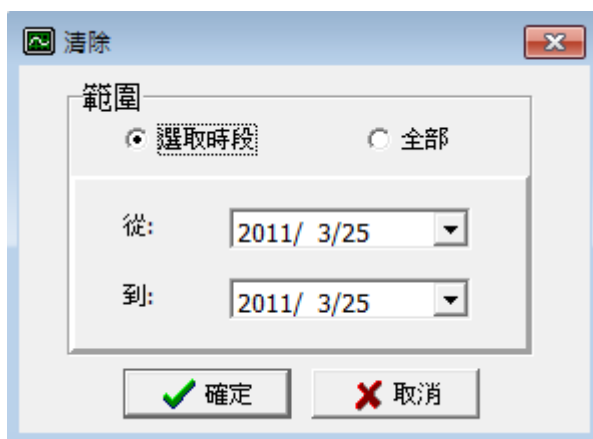 清除
範圍
選取時段 全部
從: 2011/ 3/25
到: 2011/ 3/25
確定 取消